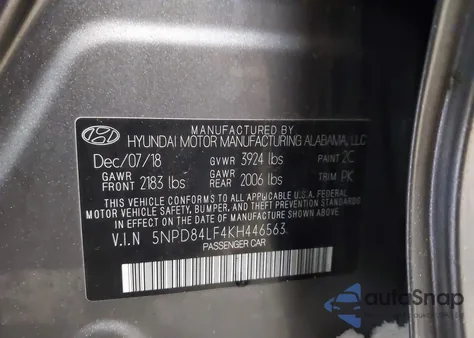 MANUFACTURED BY
HYUNDAI MOTOR MANUFACTURING ALABAMA, LLC
Dec/07/18 GVWR 3924 lbs PAINT 2C
GAWR FRONT 2183 lbs GAWR REAR 2006 lbs TRIM PK
THIS VEHICLE CONFORMS TO ALL APPLICABLE U.S. FEDERAL
MOTOR VEHICLE SAFETY, BUMPER, AND THEFT PREVENTION
STANDARDS IN EFFECT ON THE DATE OF MANUFACTURE SHOWN ABOVE.
V.I.N 5NPD84LF4KH446563
PASSENGER CAR
autoSnap